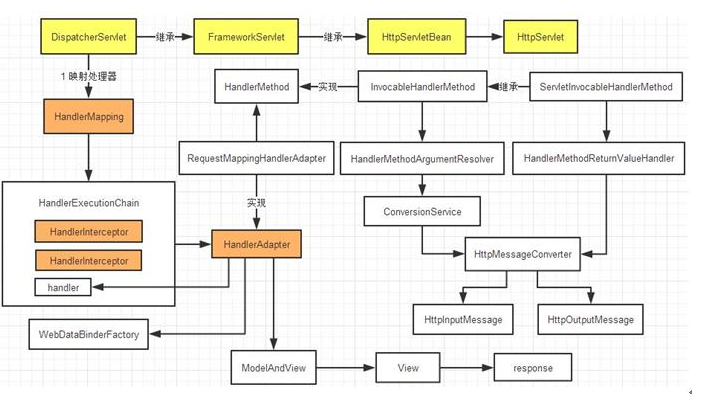 DispatcherServlet
继承
FrameworkServlet
继承
HttpServletBean
HttpServlet
1 映射处理器
HandlerMapping
HandlerMethod
实现
InvocableHandlerMethod
继承
ServletInvocableHandlerMethod
RequestMappingHandlerAdapter
HandlerMethodArgumentResolver
HandlerMethodReturnValueHandler
实现
HandlerExecutionChain
HandlerInterceptor
HandlerInterceptor
handler
HandlerAdapter
ConversionService
HttpMessageConverter
HttpInputMessage
HttpOutputMessage
WebDataBinderFactory
ModelAndView
View
response